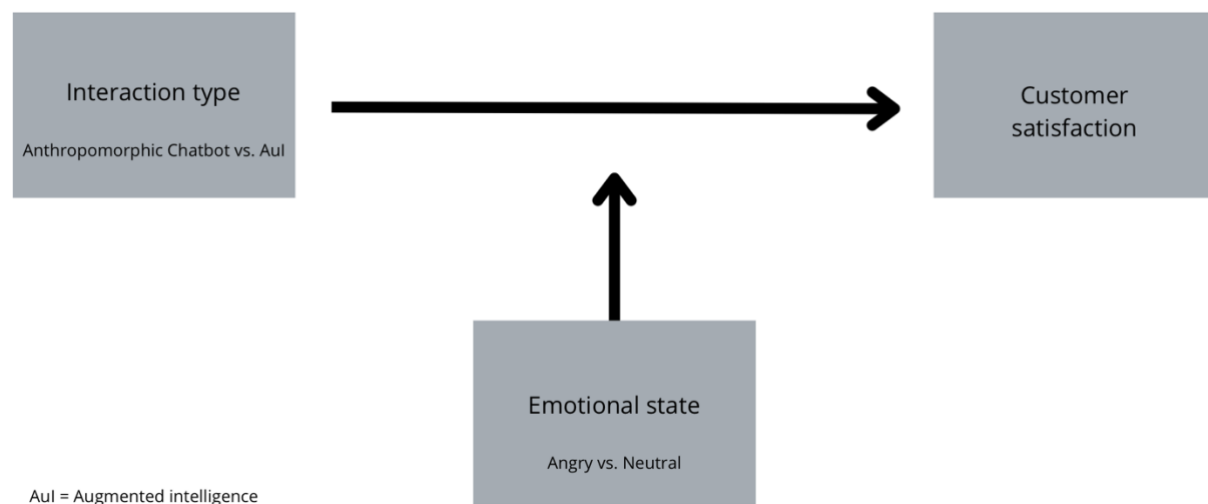 Interaction type
Anthropomorphic Chatbot vs. AuI
Customer
satisfaction
Emotional state
Angry vs. Neutral
AuI = Augmented intelligence